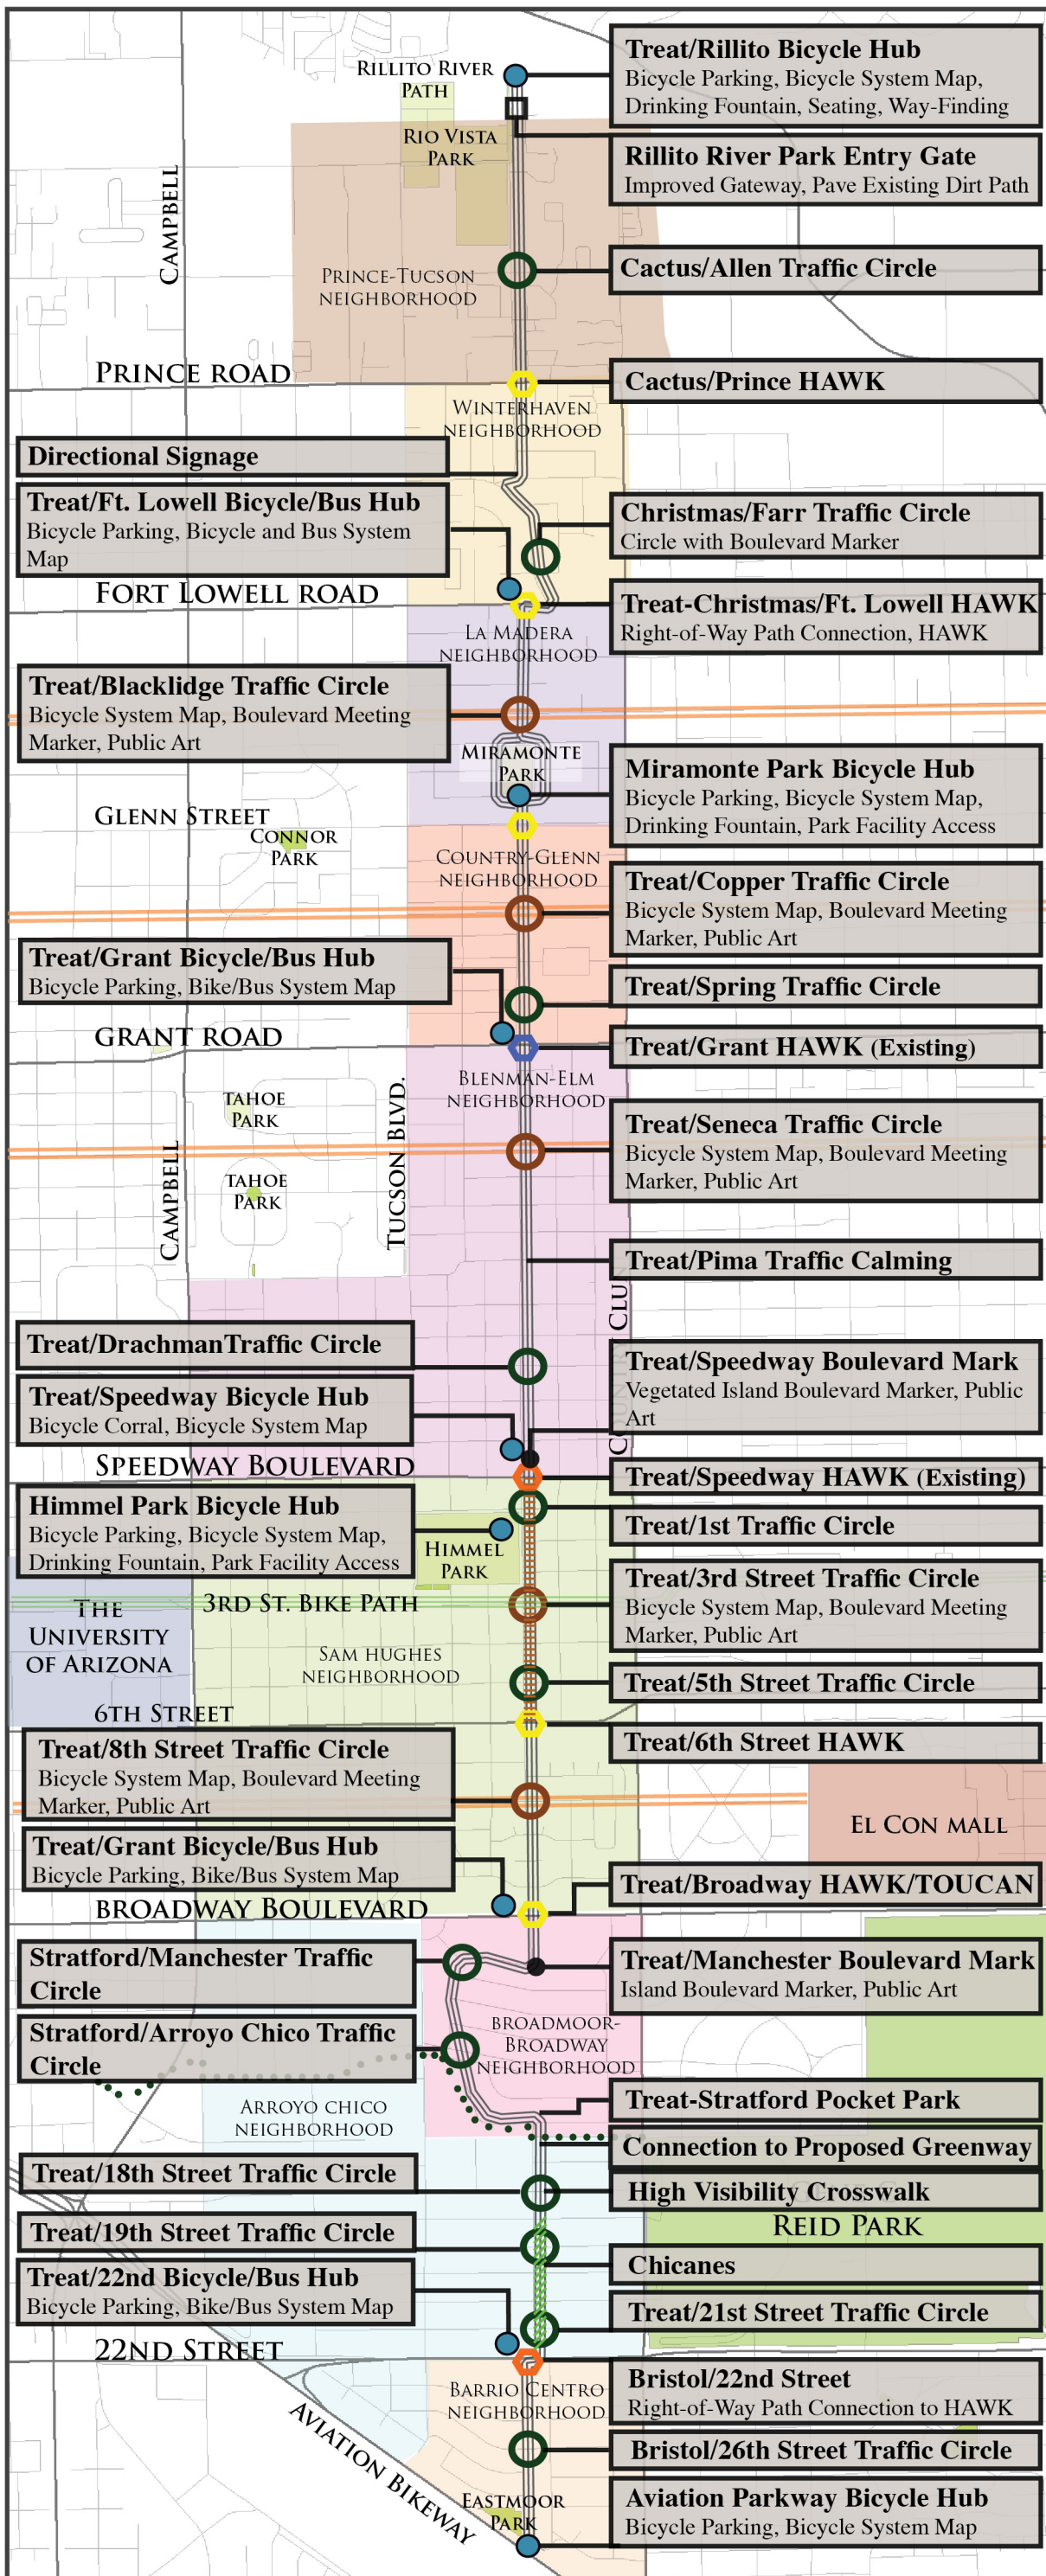 Treat/Rillito Bicycle Hub
Bicycle Parking, Bicycle System Map,
Drinking Fountain, Seating, Way-Finding
RILLITO RIVER
PATH
RIO VISTA
PARK
Rillito River Park Entry Gate
Improved Gateway, Pave Existing Dirt Path
CAMPBELL
PRINCE-TUCSON
NEIGHBORHOOD
Cactus/Allen Traffic Circle
PRINCE ROAD
Cactus/Prince HAWK
WINTERHAVEN
NEIGHBORHOOD
Directional Signage
Treat/Ft. Lowell Bicycle/Bus Hub
Bicycle Parking, Bicycle and Bus System
Map
Christmas/Farr Traffic Circle
Circle with Boulevard Marker
FORT LOWELL ROAD
Treat-Christmas/Ft. Lowell HAWK
Right-of-Way Path Connection, HAWK
LA MADERA
NEIGHBORHOOD
Treat/Blacklidge Traffic Circle
Bicycle System Map, Boulevard Meeting
Marker, Public Art
MIRAMONTE
PARK
Miramonte Park Bicycle Hub
Bicycle Parking, Bicycle System Map,
Drinking Fountain, Park Facility Access
GLENN STREET
CONNOR
PARK
COUNTRY-GLENN
NEIGHBORHOOD
Treat/Copper Traffic Circle
Bicycle System Map, Boulevard Meeting
Marker, Public Art
Treat/Grant Bicycle/Bus Hub
Bicycle Parking, Bike/Bus System Map
Treat/Spring Traffic Circle
GRANT ROAD
Treat/Grant HAWK (Existing)
BLENMAN-ELM
NEIGHBORHOOD
TAHOE
PARK
TUCSON BLVD.
Treat/Seneca Traffic Circle
Bicycle System Map, Boulevard Meeting
Marker, Public Art
CAMPBELL
TAHOE
PARK
Treat/Pima Traffic Calming
COUNTRY CLU
Treat/DrachmanTraffic Circle
Treat/Speedway Boulevard Mark
Vegetated Island Boulevard Marker, Public
Art
Treat/Speedway Bicycle Hub
Bicycle Corral, Bicycle System Map
SPEEDWAY BOULEVARD
Treat/Speedway HAWK (Existing)
Himmel Park Bicycle Hub
Bicycle Parking, Bicycle System Map,
Drinking Fountain, Park Facility Access
Treat/1st Traffic Circle
HIMMEL
PARK
Treat/3rd Street Traffic Circle
Bicycle System Map, Boulevard Meeting
Marker, Public Art
3RD ST. BIKE PATH
THE
UNIVERSITY
OF ARIZONA
SAM HUGHES
NEIGHBORHOOD
Treat/5th Street Traffic Circle
6TH STREET
Treat/6th Street HAWK
Treat/8th Street Traffic Circle
Bicycle System Map, Boulevard Meeting
Marker, Public Art
EL CON MALL
Treat/Grant Bicycle/Bus Hub
Bicycle Parking, Bike/Bus System Map
Treat/Broadway HAWK/TOUCAN
BROADWAY BOULEVARD
Stratford/Manchester Traffic
Circle
Treat/Manchester Boulevard Mark
Island Boulevard Marker, Public Art
Stratford/Arroyo Chico Traffic
Circle
BROADMOOR-
BROADWAY
NEIGHBORHOOD
Treat-Stratford Pocket Park
ARROYO CHICO
NEIGHBORHOOD
Connection to Proposed Greenway
Treat/18th Street Traffic Circle
High Visibility Crosswalk
REID PARK
Treat/19th Street Traffic Circle
Chicanes
Treat/22nd Bicycle/Bus Hub
Bicycle Parking, Bike/Bus System Map
Treat/21st Street Traffic Circle
22ND STREET
Bristol/22nd Street
Right-of-Way Path Connection to HAWK
BARRIO CENTRO
NEIGHBORHOOD
AVIATION BIKEWAY
Bristol/26th Street Traffic Circle
EASTMOOR
PARK
Aviation Parkway Bicycle Hub
Bicycle Parking, Bicycle System Map